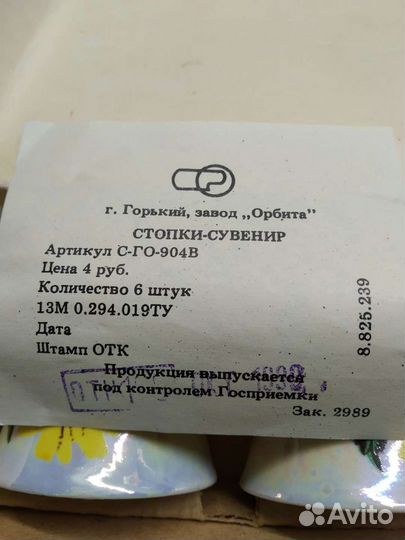 г. Горький, завод „Орбита"
СТОПКИ-СУВЕНИР
Артикул С-ГО-904В
Цена 4 руб.
Количество 6 штук
13М 0.294.019ТУ
Дата
Штамп ОТК
Продукция выпускается
под контролем Госприемки
Зак. 2989
8.825.239
Avito